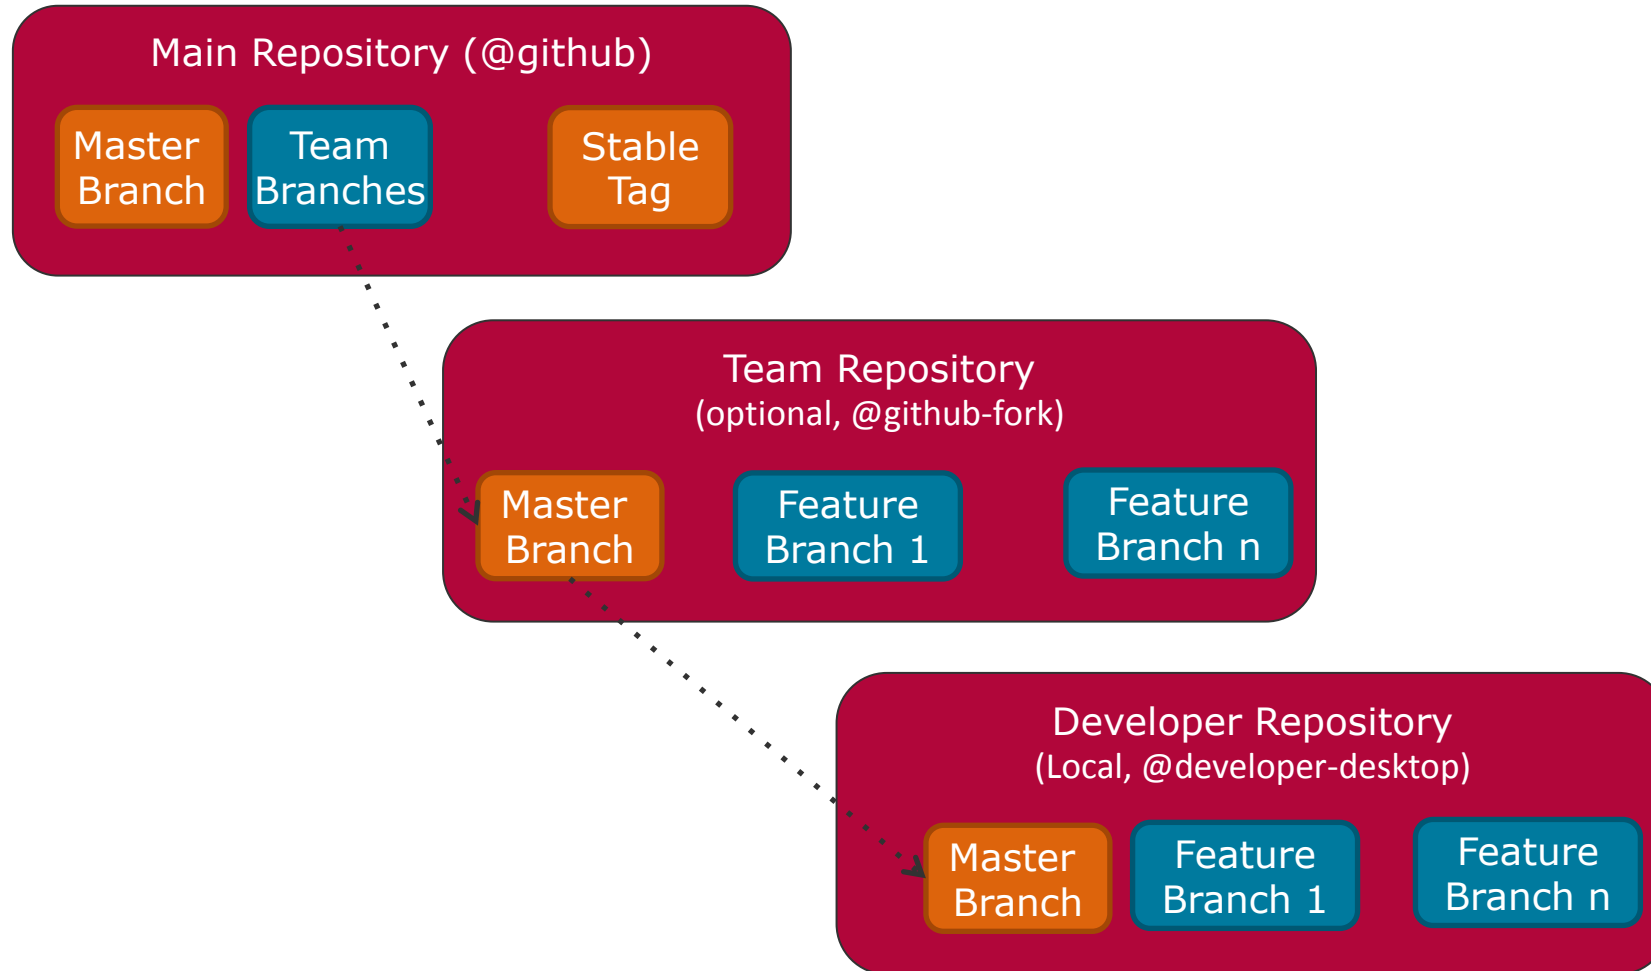 Main Repository (@github)
Master
Branch
Team
Branches
Stable
Tag
Team Repository
(optional, @github-fork)
Master
Branch
Feature
Branch 1
Feature
Branch n
Developer Repository
(Local, @developer-desktop)
Master
Branch
Feature
Branch 1
Feature
Branch n